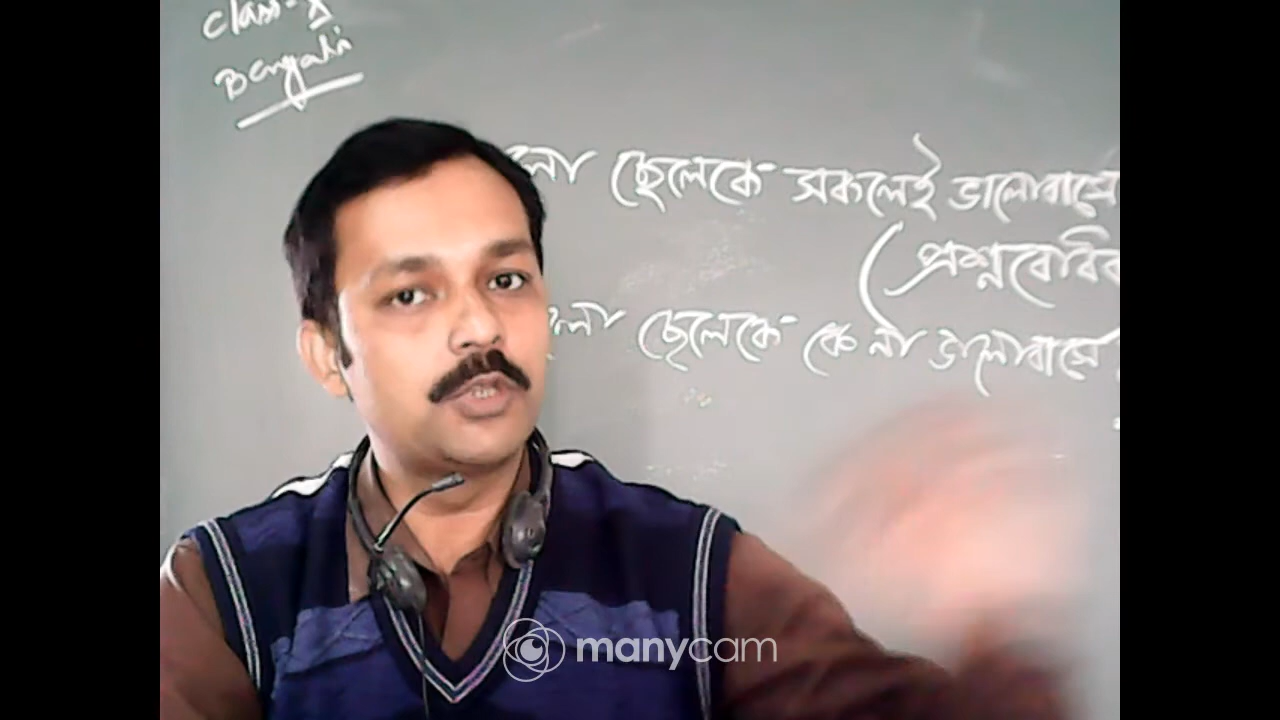 Class-X
Bengali
ছেলেকে সকলেই ভালোবাসে
(প্রশ্নবোধক
ছেলেকে কে না ভালোবাসে
manycam